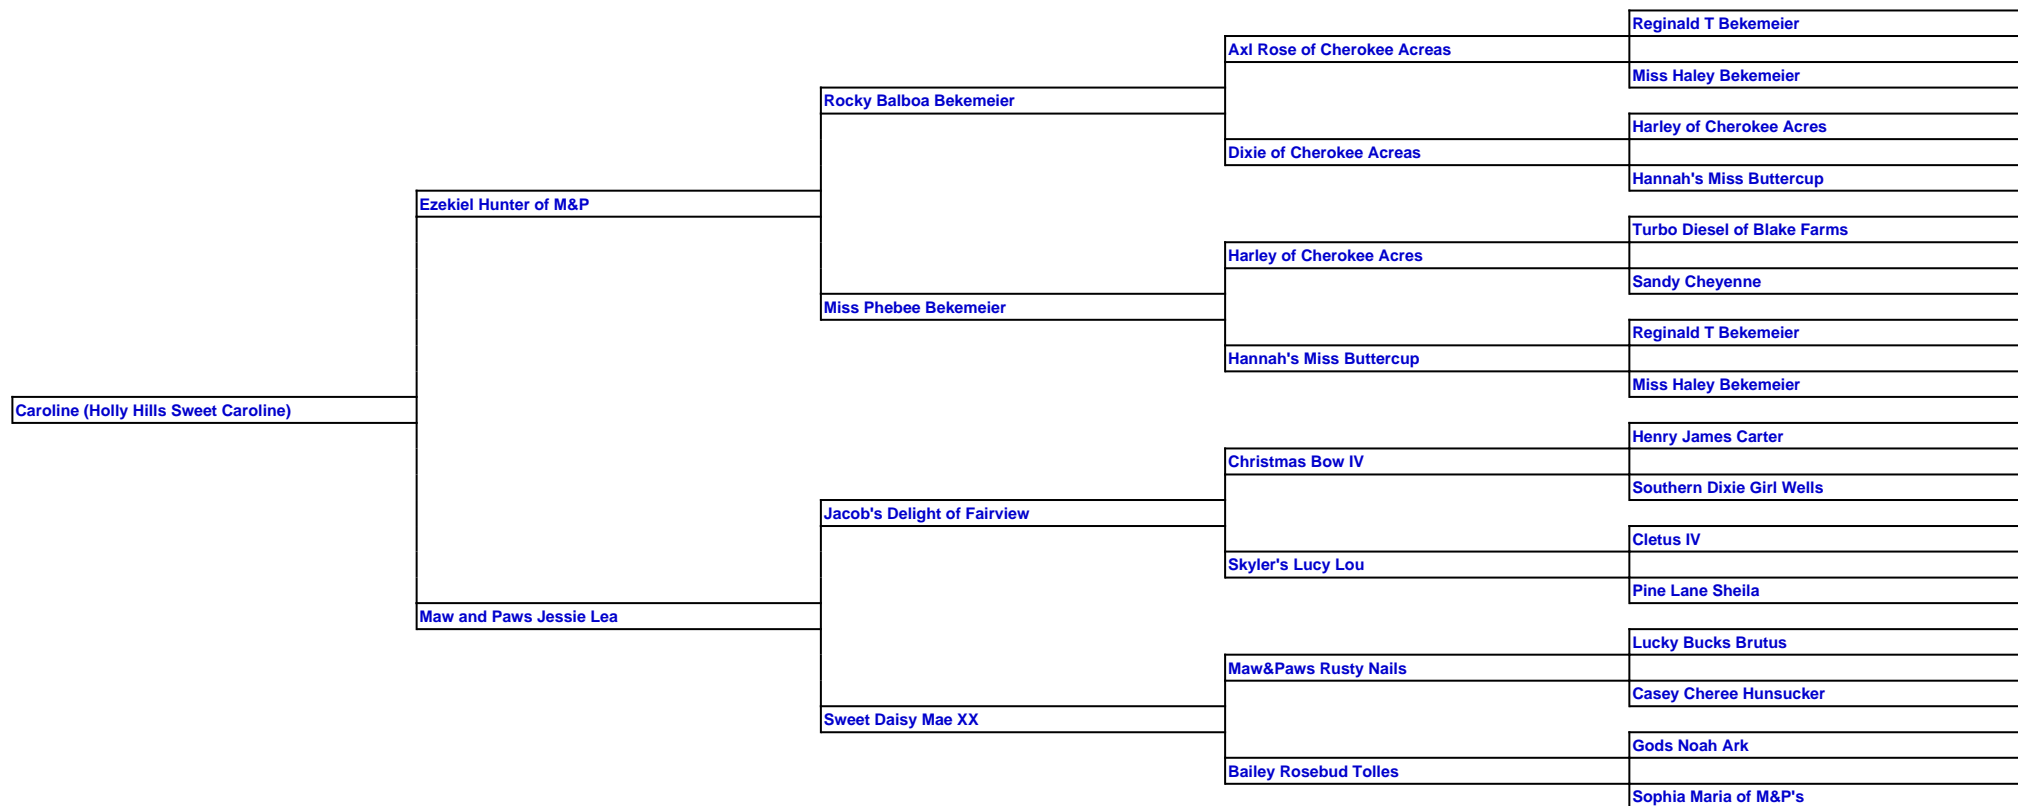 Reginald T Bekemeier
Axl Rose of Cherokee Acreas
Miss Haley Bekemeier
Rocky Balboa Bekemeier
Harley of Cherokee Acres
Dixie of Cherokee Acreas
Hannah's Miss Buttercup
Ezekiel Hunter of M&P
Turbo Diesel of Blake Farms
Harley of Cherokee Acres
Sandy Cheyenne
Miss Phebee Bekemeier
Reginald T Bekemeier
Hannah's Miss Buttercup
Miss Haley Bekemeier
Caroline (Holly Hills Sweet Caroline)
Henry James Carter
Christmas Bow IV
Southern Dixie Girl Wells
Jacob's Delight of Fairview
Cletus IV
Skyler's Lucy Lou
Pine Lane Sheila
Maw and Paws Jessie Lea
Lucky Bucks Brutus
Maw&Paws Rusty Nails
Casey Cheree Hunsucker
Sweet Daisy Mae XX
Gods Noah Ark
Bailey Rosebud Tolles
Sophia Maria of M&P's